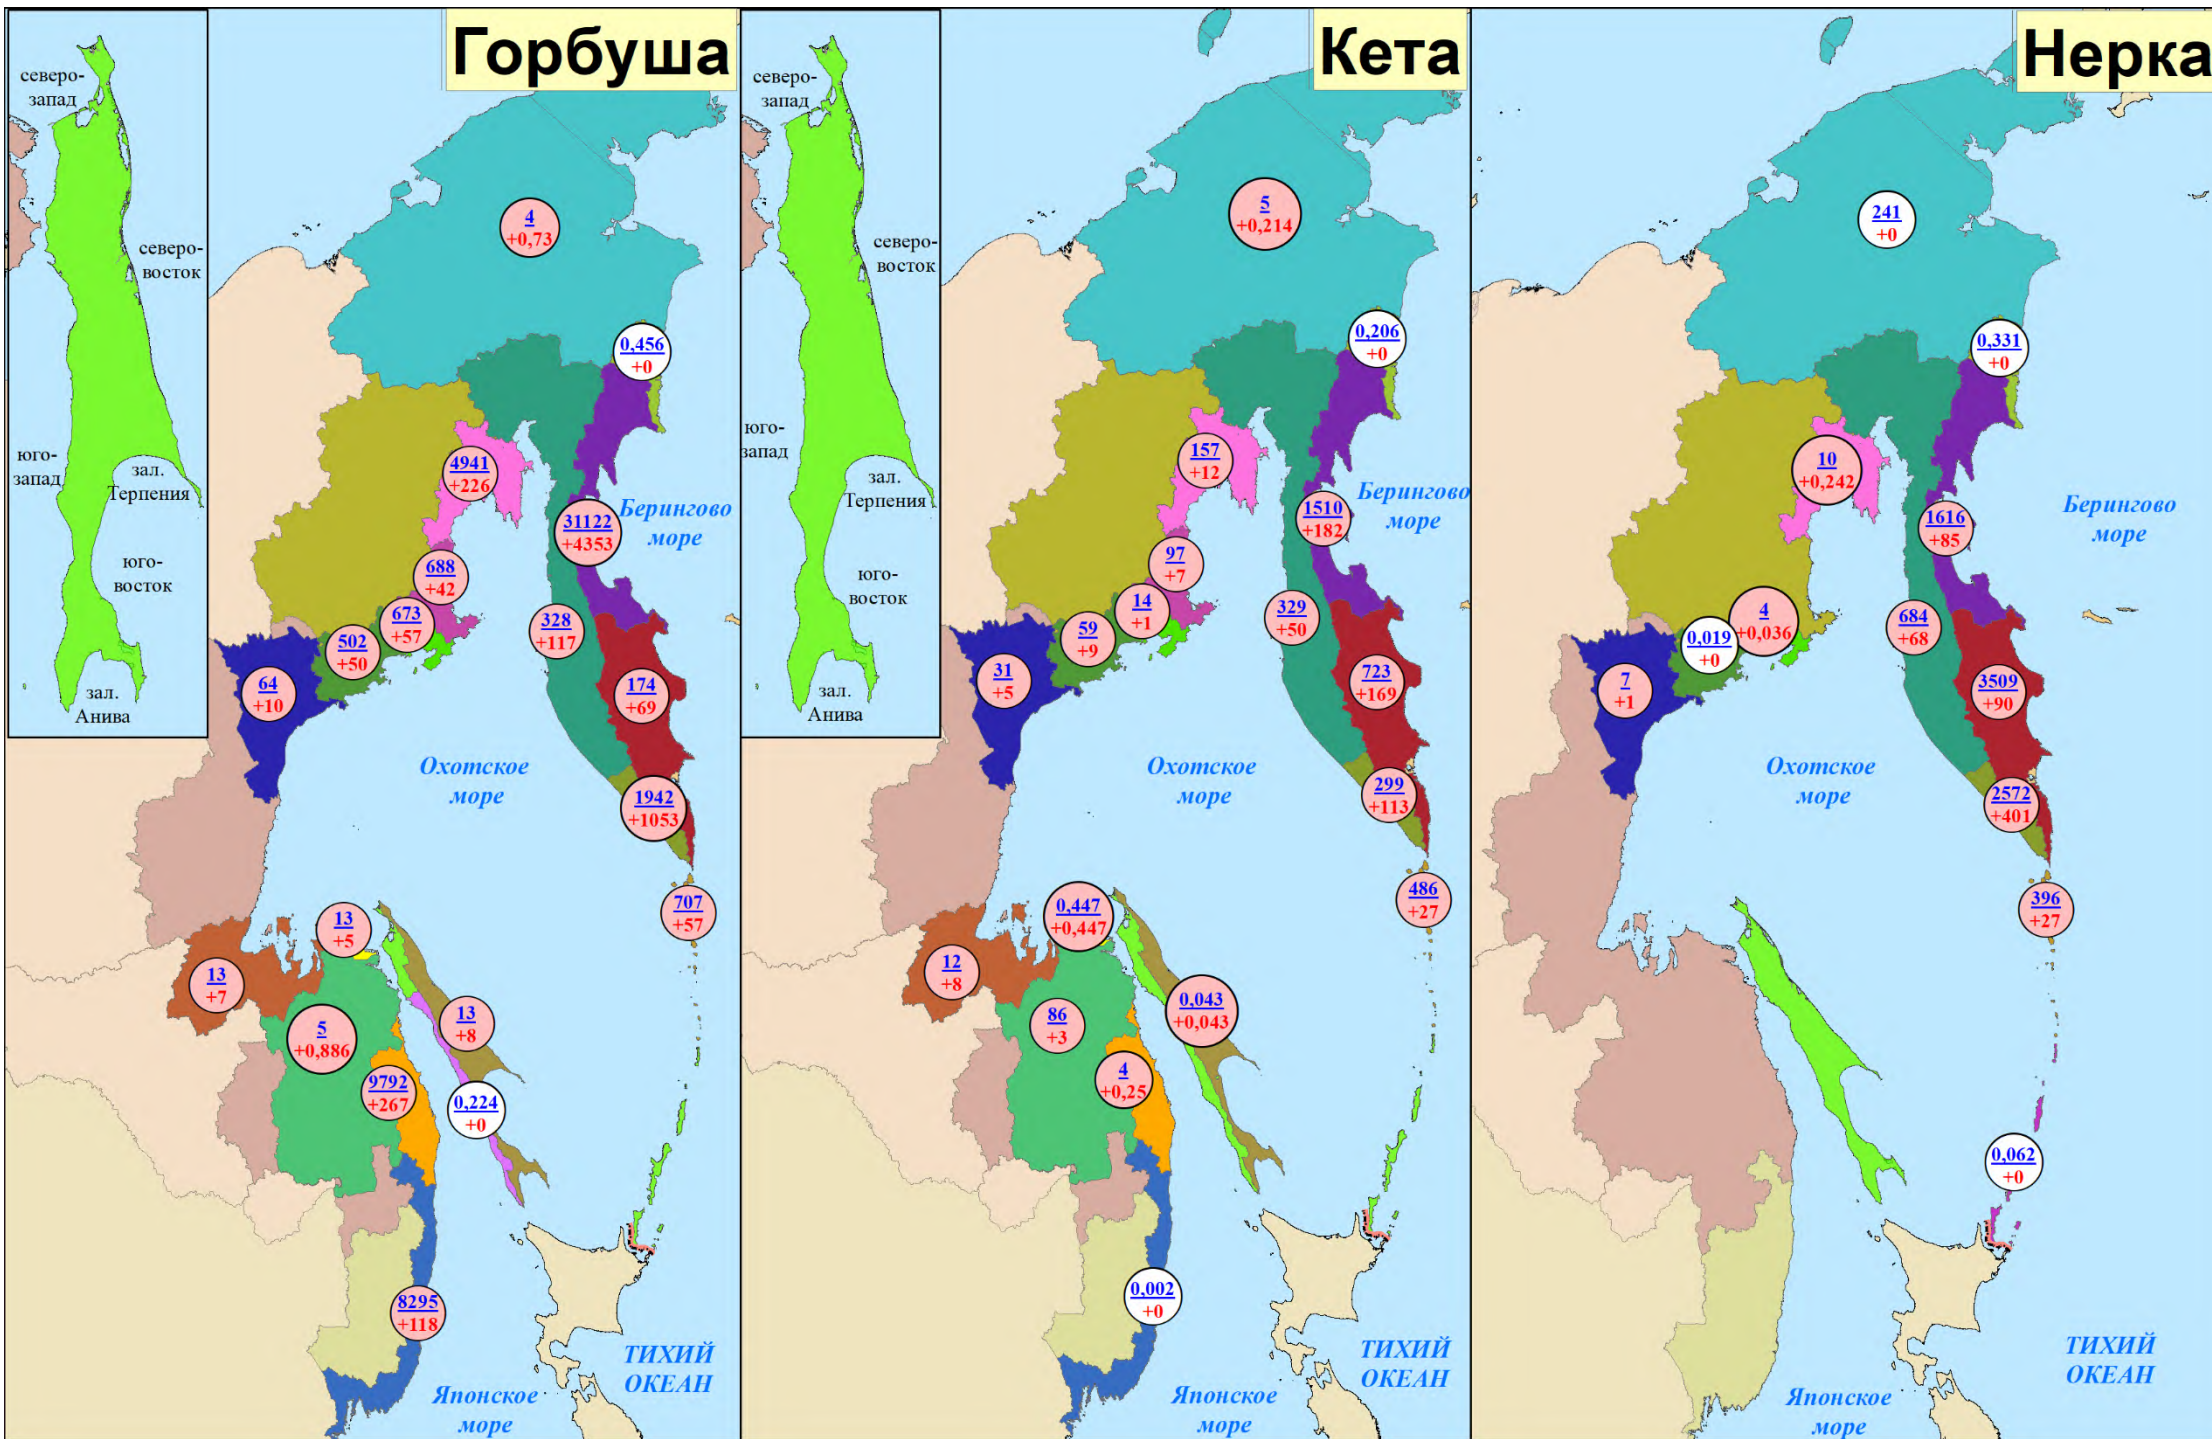 Горбуша
северо-
запад
северо-
восток
юго-
запад
зал.
Терпения
юго-
восток
зал.
Анива
4
+0,73
0,456
+0
4941
+226
31122
+4353
Берингово
море
688
+42
673
+57
502
+50
328
+117
64
+10
174
+69
Охотское
море
1942
+1053
707
+57
13
+5
13
+7
13
+8
5
+0,886
9792
+267
0,224
+0
8295
+118
ТИХИЙ
ОКЕАН
Японское
море
Кета
северо-
запад
северо-
восток
юго-
запад
зал.
Терпения
юго-
восток
зал.
Анива
5
+0,214
0,206
+0
157
+12
1510
+182
Берингово
море
97
+7
14
+1
59
+9
329
+50
31
+5
723
+169
Охотское
море
299
+113
486
+27
0,447
+0,447
12
+8
0,043
+0,043
86
+3
4
+0,25
0,002
+0
ТИХИЙ
ОКЕАН
Японское
море
Нерка
241
+0
0,331
+0
10
+0,242
1616
+85
Берингово
море
4
+0,036
0,019
+0
684
+68
7
+1
3509
+90
Охотское
море
2572
+401
396
+27
0,062
+0
ТИХИЙ
ОКЕАН
Японское
море